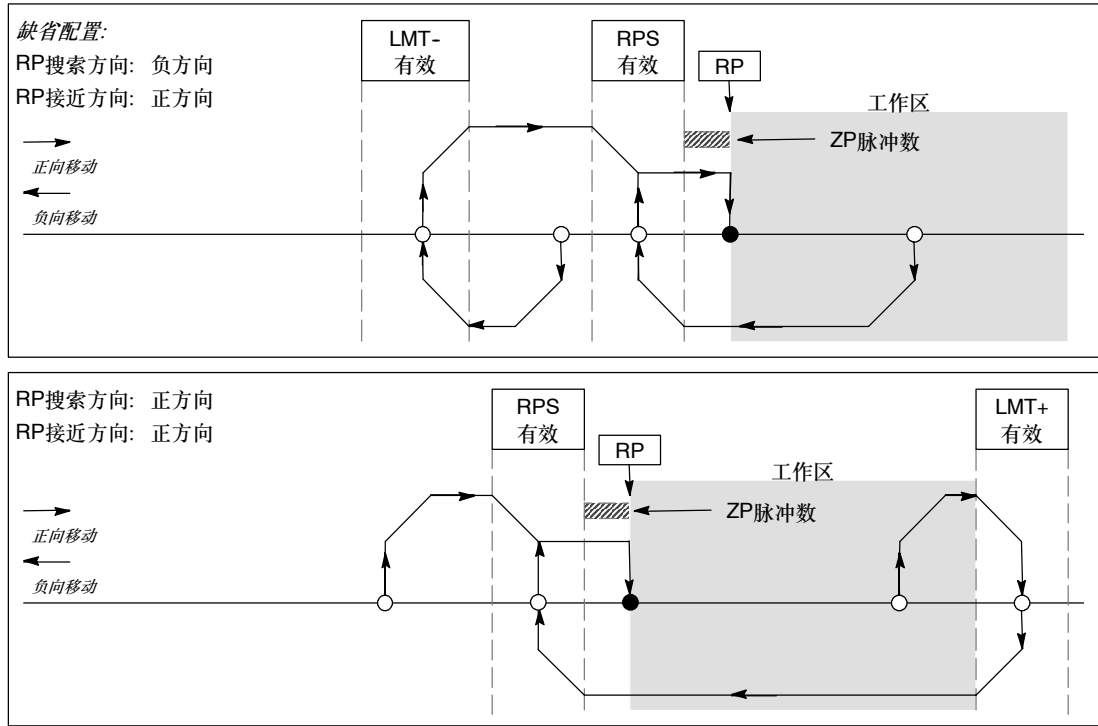 缺省配置:
RP搜索方向: 负方向
RP接近方向: 正方向
正向移动
负向移动
LMT-
有效
RPS
有效
RP
工作区
ZP脉冲数
RP搜索方向: 正方向
RP接近方向: 正方向
正向移动
负向移动
RPS
有效
RP
工作区
ZP脉冲数
LMT+
有效